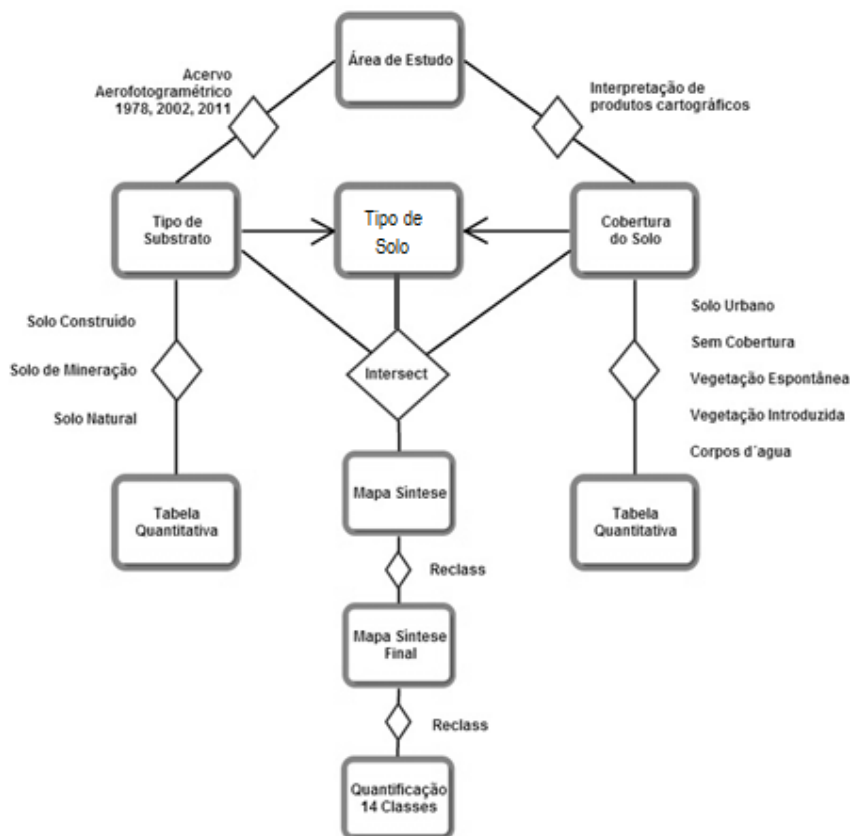 Área de Estudo
Acervo
Aerofotogramétrico
1978, 2002, 2011
Interpretação de
produtos cartográficos
Tipo de
Substrato
Tipo de
Solo
Cobertura
do Solo
Solo Construído
Solo de Mineração
Solo Natural
Intersect
Solo Urbano
Sem Cobertura
Vegetação Espontânea
Vegetação Introduzida
Corpos d´agua
Tabela
Quantitativa
Mapa Síntese
Tabela
Quantitativa
Reclass
Mapa Síntese
Final
Reclass
Quantificação
14 Classes